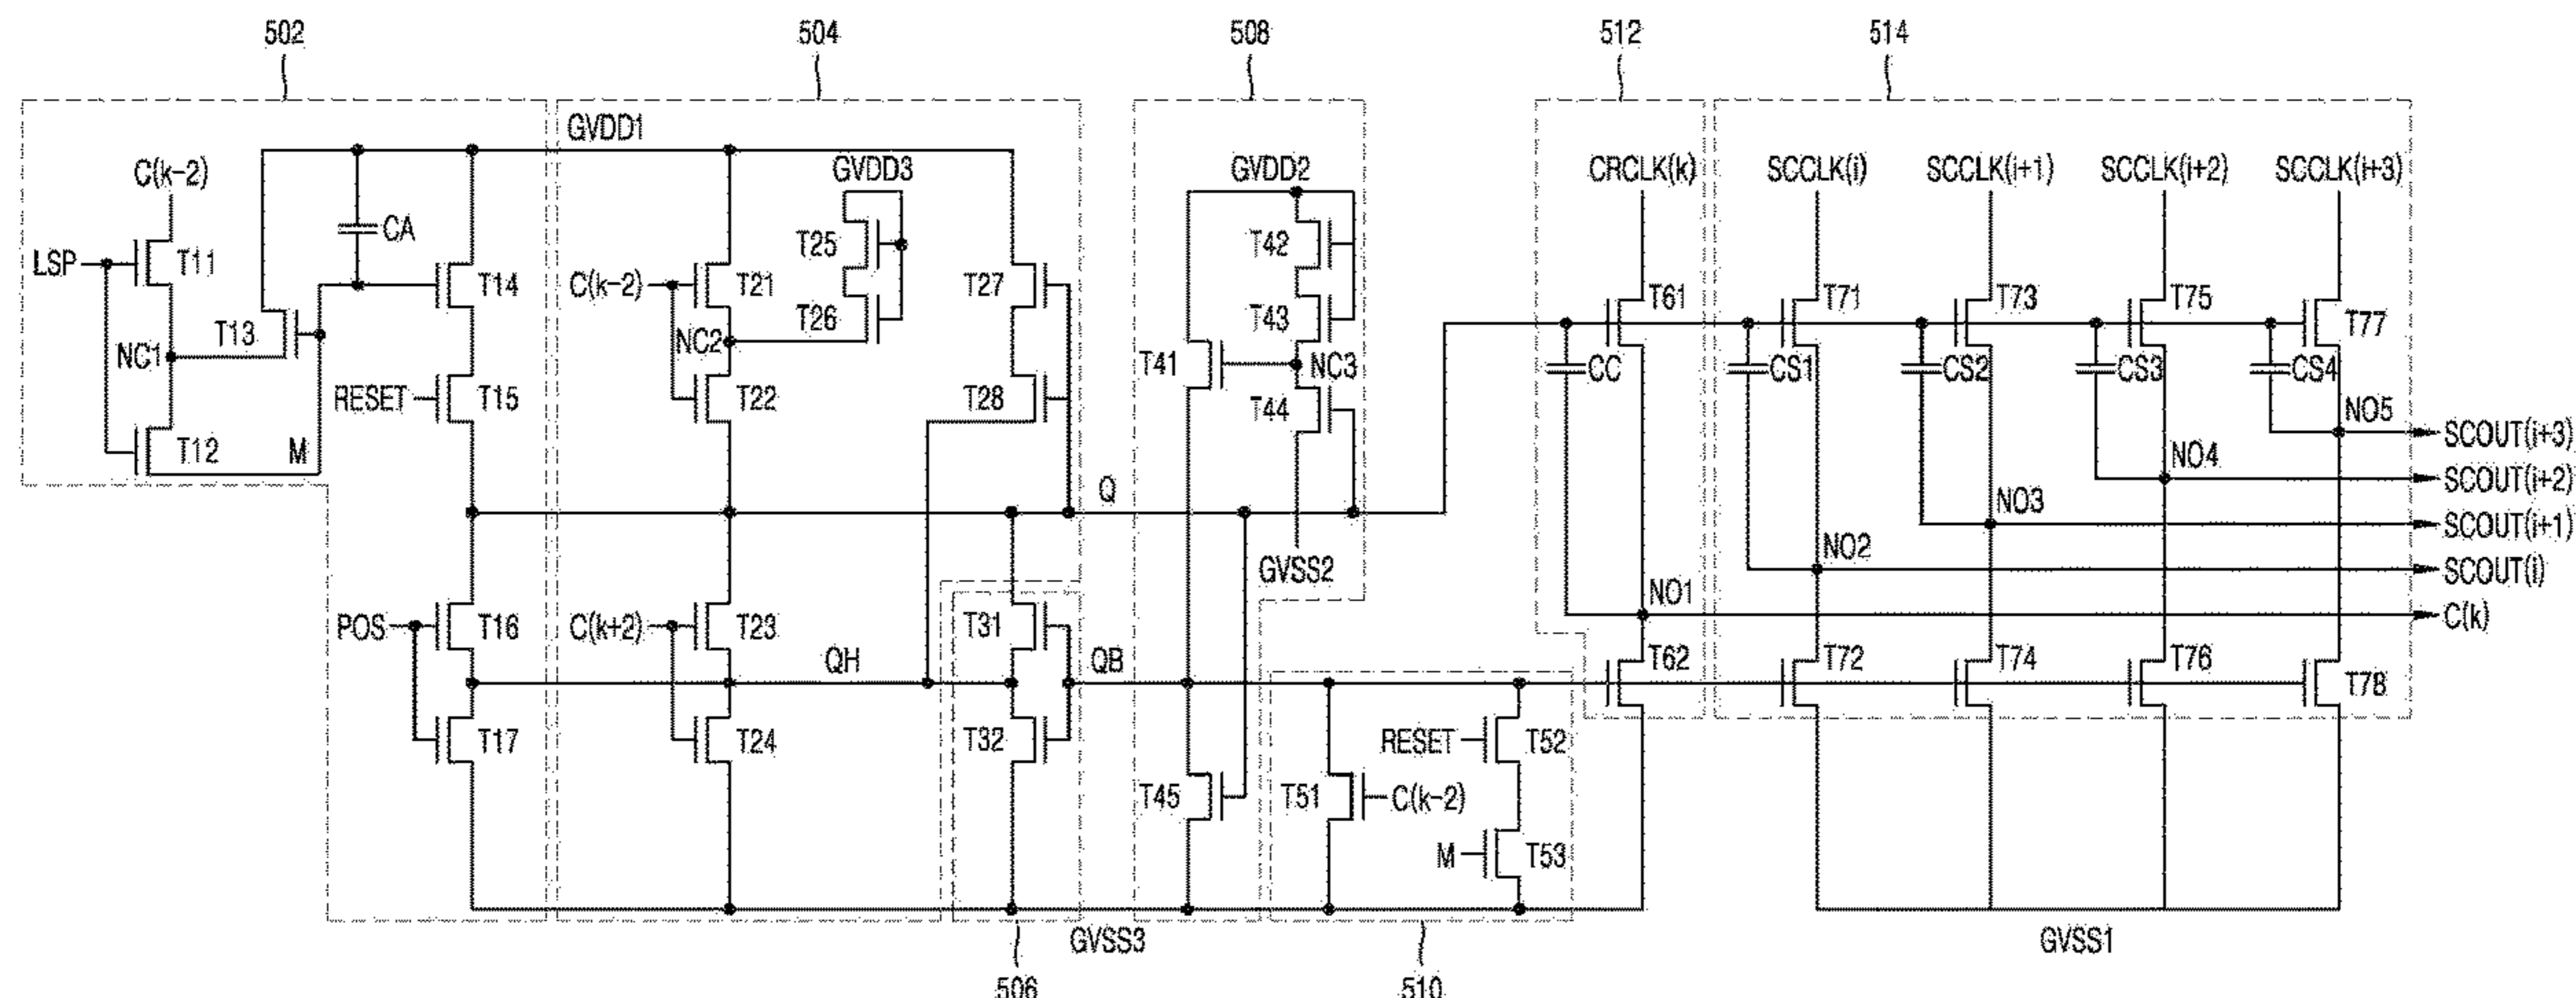 502
504
508
512
514
GVDD1
C(k-2)
GVDD3
GVDD2
CRCLK(k)
SCCLK(i)
SCCLK(i+1)
SCCLK(i+2)
SCCLK(i+3)
CA
LSP
T11
T14
C(k-2)
T21
T25
T26
T27
T42
T43
T61
T71
T73
T75
T77
T13
NC1
NC2
T41
NC3
CC
CS1
CS2
CS3
CS4
RESET
T15
T22
T28
T44
NO5
SCOUT(i+3)
T12
M
NO4
SCOUT(i+2)
Q
NO3
SCOUT(i+1)
GVSS2
NO2
SCOUT(i)
NO1
C(k)
POS
T16
C(k+2)
T23
T31
QH
QB
T62
T72
T74
T76
T78
T17
T24
T32
RESET
T52
T45
T51
C(k-2)
M
T53
GVSS3
GVSS1
506
510